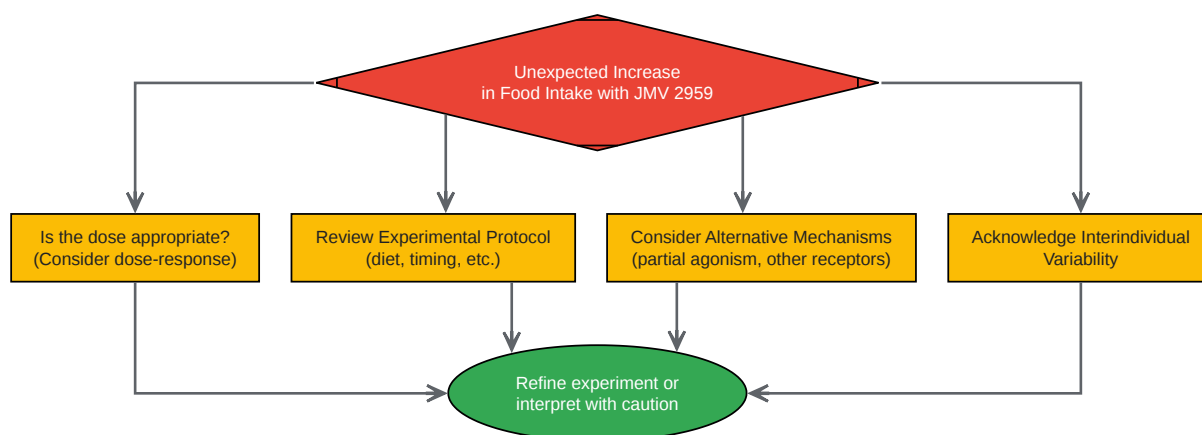 Unexpected Increase
in Food Intake with JMV 2959
Is the dose appropriate?
(Consider dose-response)
Review Experimental Protocol
(diet, timing, etc.)
Consider Alternative Mechanisms
(partial agonism, other receptors)
Acknowledge Interindividual
Variability
Refine experiment or
interpret with caution